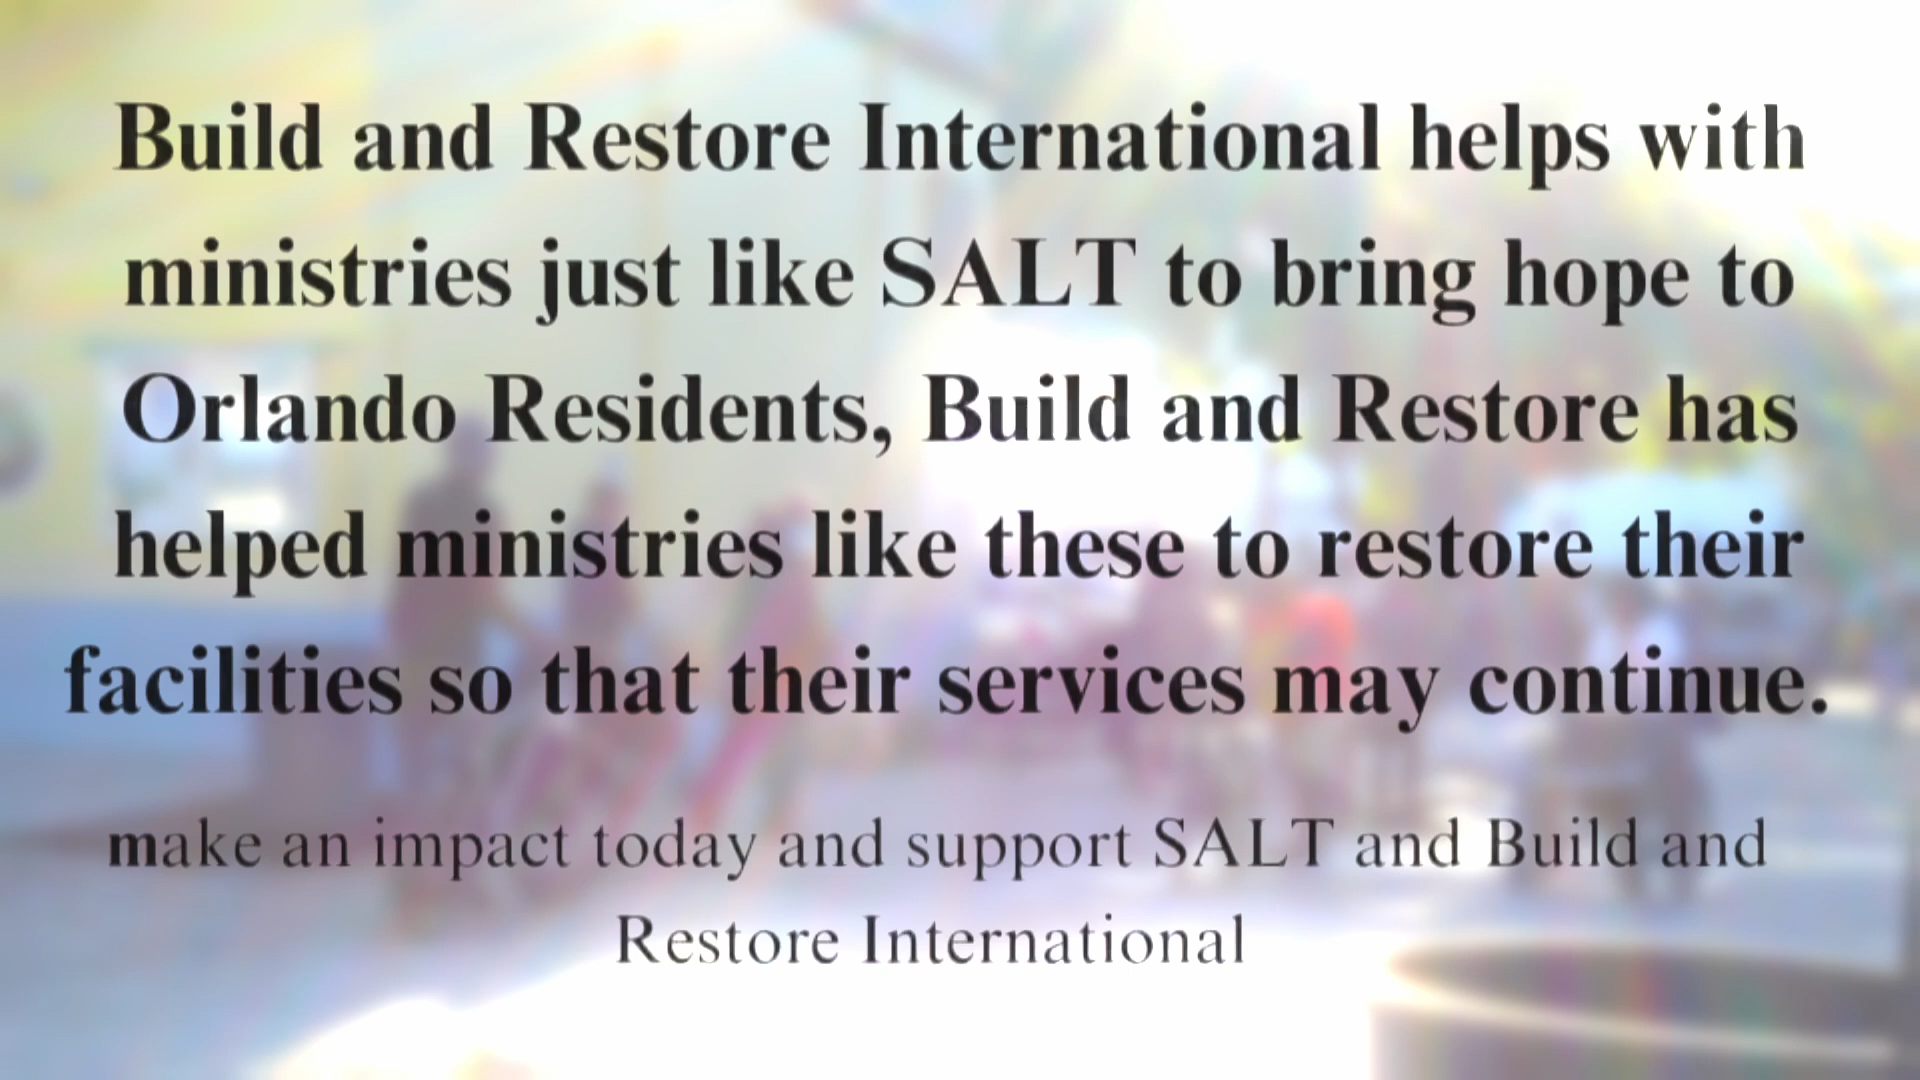 Build and Restore International helps with
ministries just like SALT to bring hope to
Orlando Residents, Build and Restore has
helped ministries like these to restore their
facilities so that their services may continue.
make an impact today and support SALT and Build and
Restore International